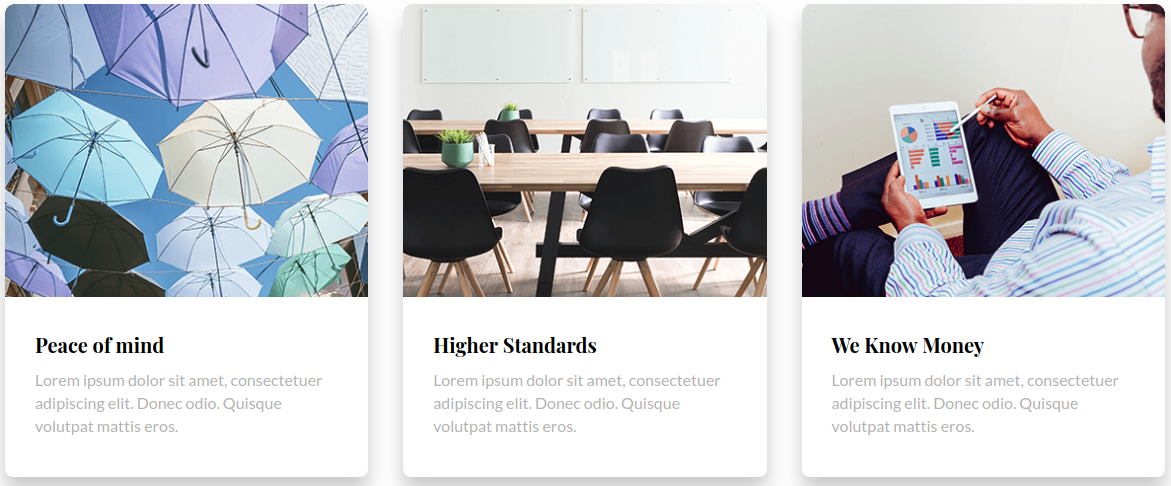 Peace of mind
Lorem ipsum dolor sit amet, consectetuer
adipiscing elit. Donec odio. Quisque
volutpat mattis eros.
Higher Standards
Lorem ipsum dolor sit amet, consectetuer
adipiscing elit. Donec odio. Quisque
volutpat mattis eros.
We Know Money
Lorem ipsum dolor sit amet, consectetuer
adipiscing elit. Donec odio. Quisque
volutpat mattis eros.